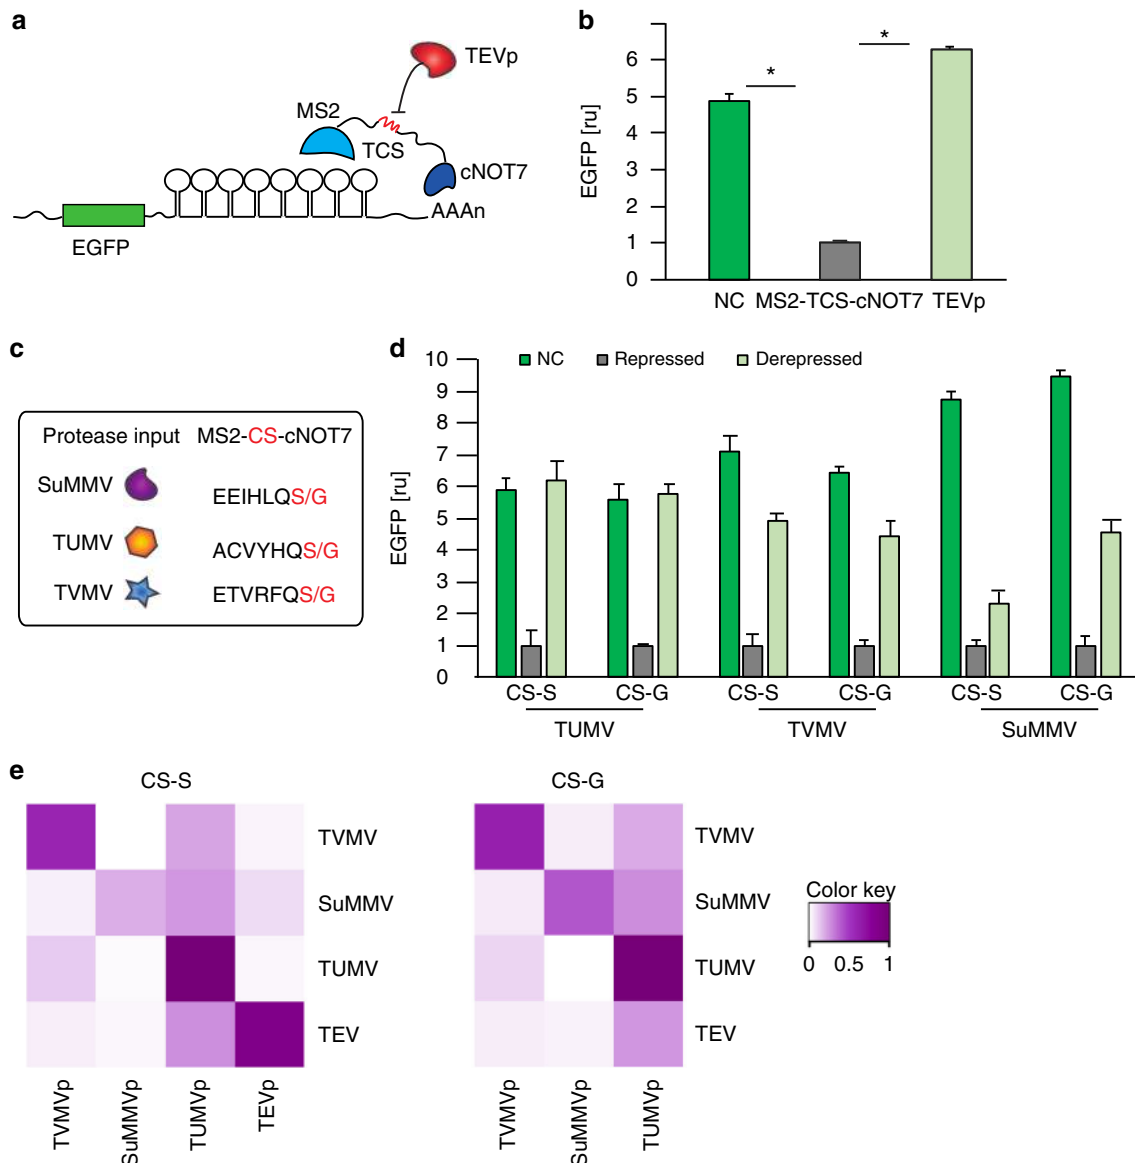 a
TEVp
MS2
TCS
cNOT7
AAAn
EGFP
b
EGFP [ru]
6
5
4
3
2
1
0
*
*
NC MS2-TCS-cNOT7 TEVp
c
Protease input MS2-CS-cNOT7
SuMMV EEIHLQS/G
TUMV ACVYHQS/G
TVMV ETVRFQS/G
d
NC Repressed Derepressed
EGFP [ru]
10
9
8
7
6
5
4
3
2
1
0
CS-S CS-G CS-S CS-G CS-S CS-G
TUMV TVMV SuMMV
e
CS-S
TVMV
SuMMV
TUMV
TEV
TVMVp SuMMVp TUMVp TEVp
CS-G
TVMV
SuMMV
TUMV
TEV
TVMVp SuMMVp TUMVp
Color key
0 0.5 1